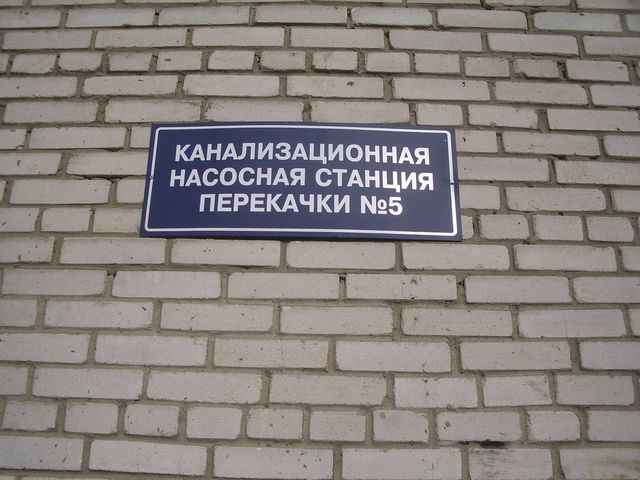 КАНАЛИЗАЦИОННАЯ
НАСОСНАЯ СТАНЦИЯ
ПЕРЕКАЧКИ №5